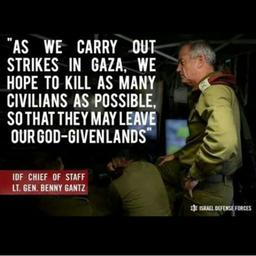 "AS WE CARRY OUT
STRIKES IN GAZA, WE
HOPE TO KILL AS MANY
CIVILIANS AS POSSIBLE,
SO THAT THEY MAY LEAVE
OUR GOD-GIVEN LANDS"
IDF CHIEF OF STAFF
LT. GEN. BENNY GANTZ
ISRAEL DEFENSE FORCES